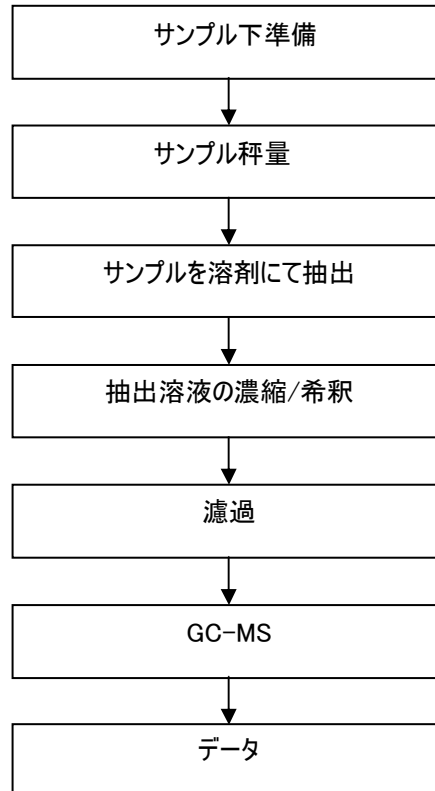 サンプル下準備
サンプル秤量
サンプルを溶剤にて抽出
抽出溶液の濃縮/希釈
濾過
GC-MS
データ